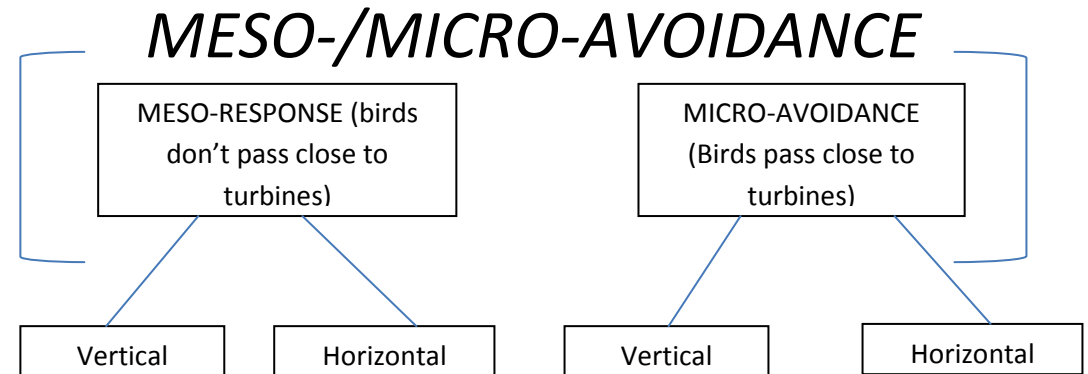 MESO-/MICRO-AVOIDANCE
MESO-RESPONSE (birds
don’t pass close to
turbines)
MICRO-AVOIDANCE
(Birds pass close to
turbines)
Vertical
Horizontal
Vertical
Horizontal